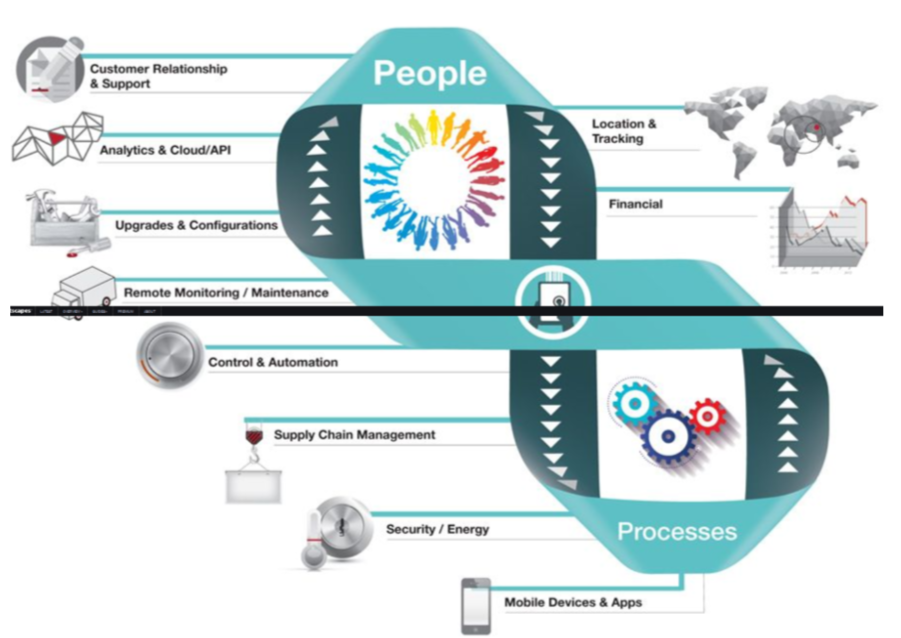 People
Customer Relationship
& Support
Location &
Tracking
Analytics & Cloud/API
Financial
Upgrades & Configurations
Remote Monitoring / Maintenance
Control & Automation
Supply Chain Management
Security / Energy
Processes
Mobile Devices & Apps